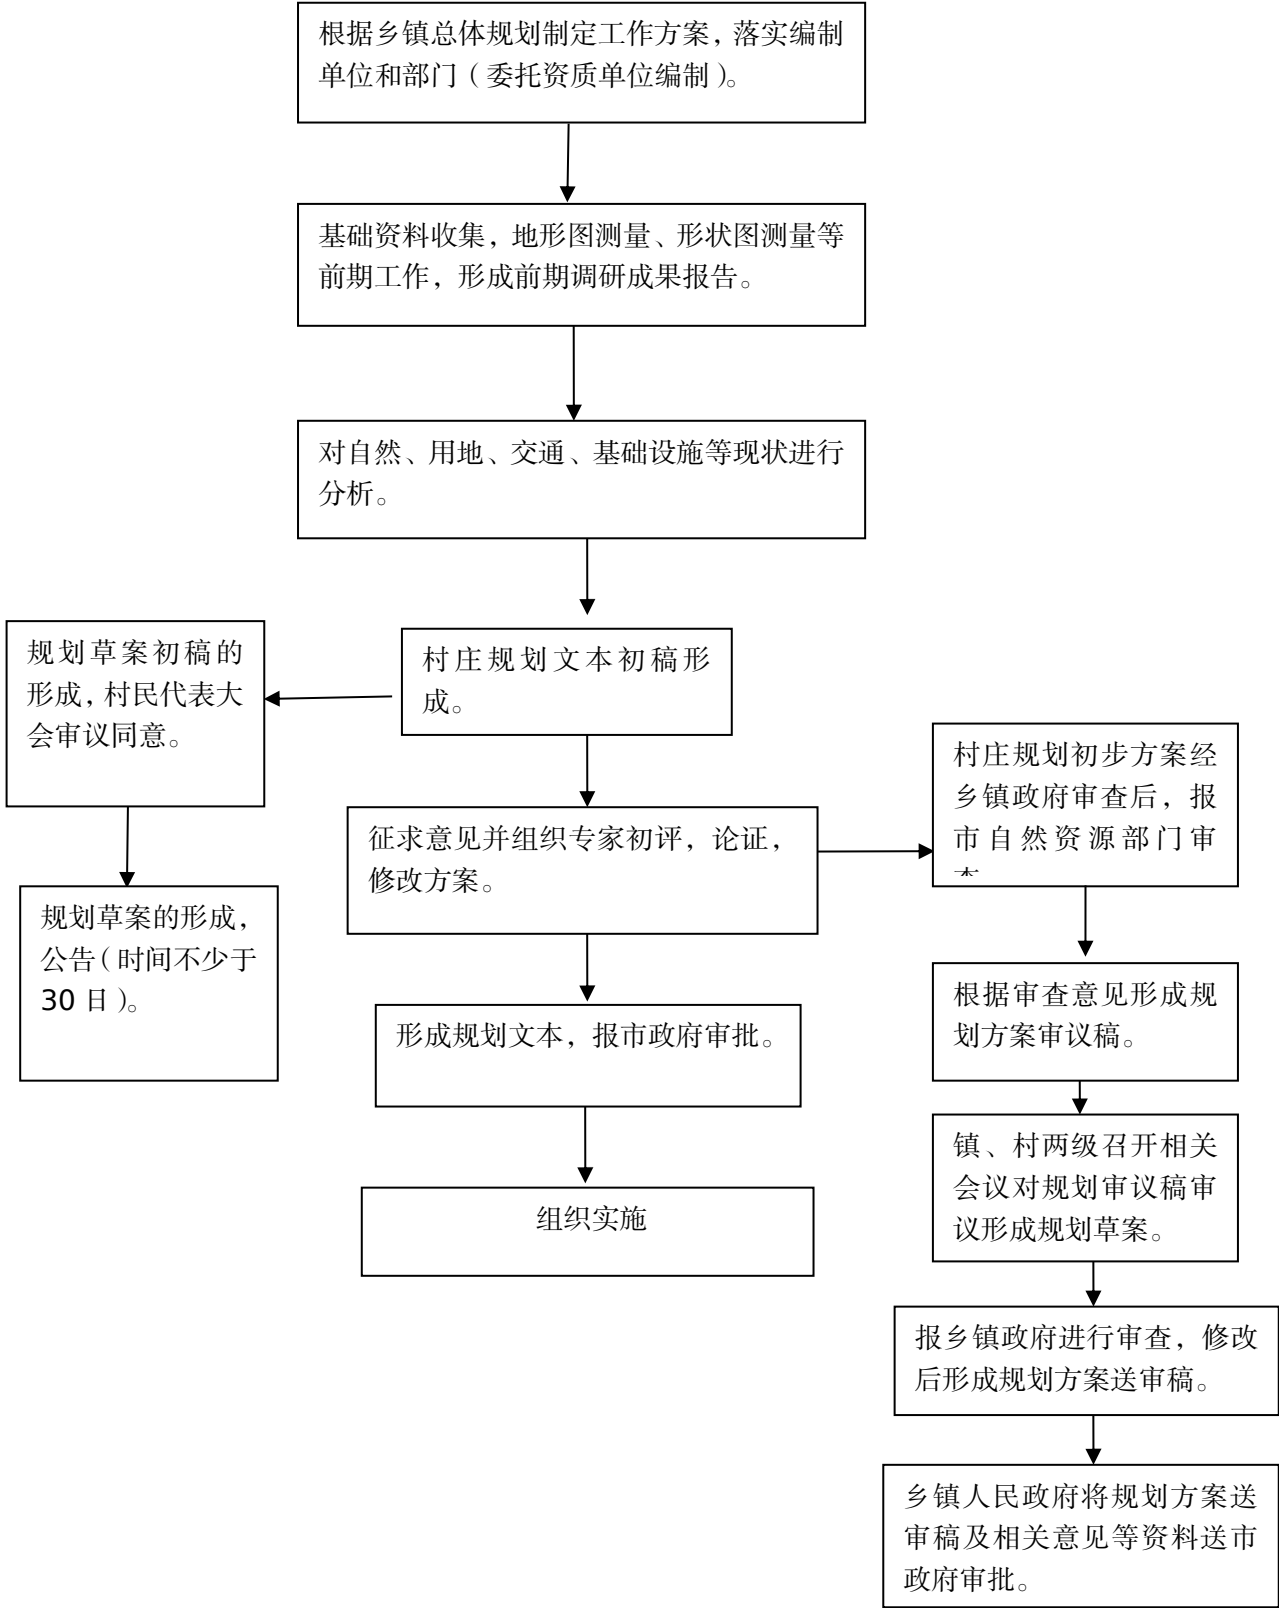 根据乡镇总体规划制定工作方案，落实编制
单位和部门（委托资质单位编制）。
基础资料收集，地形图测量、形状图测量等
前期工作，形成前期调研成果报告。
对自然、用地、交通、基础设施等现状进行
分析。
村庄规划文本初稿形
成。
规划草案初稿的
形成，村民代表大
会审议同意。
规划草案的形成，
公告（时间不少于
30 日）。
征求意见并组织专家初评，论证，
修改方案。
形成规划文本，报市政府审批。
组织实施
村庄规划初步方案经
乡镇政府审查后，报
市自然资源部门审
根据审查意见形成规
划方案审议稿。
镇、村两级召开相关
会议对规划审议稿审
议形成规划草案。
报乡镇政府进行审查，修改
后形成规划方案送审稿。
乡镇人民政府将规划方案送
审稿及相关意见等资料送市
政府审批。